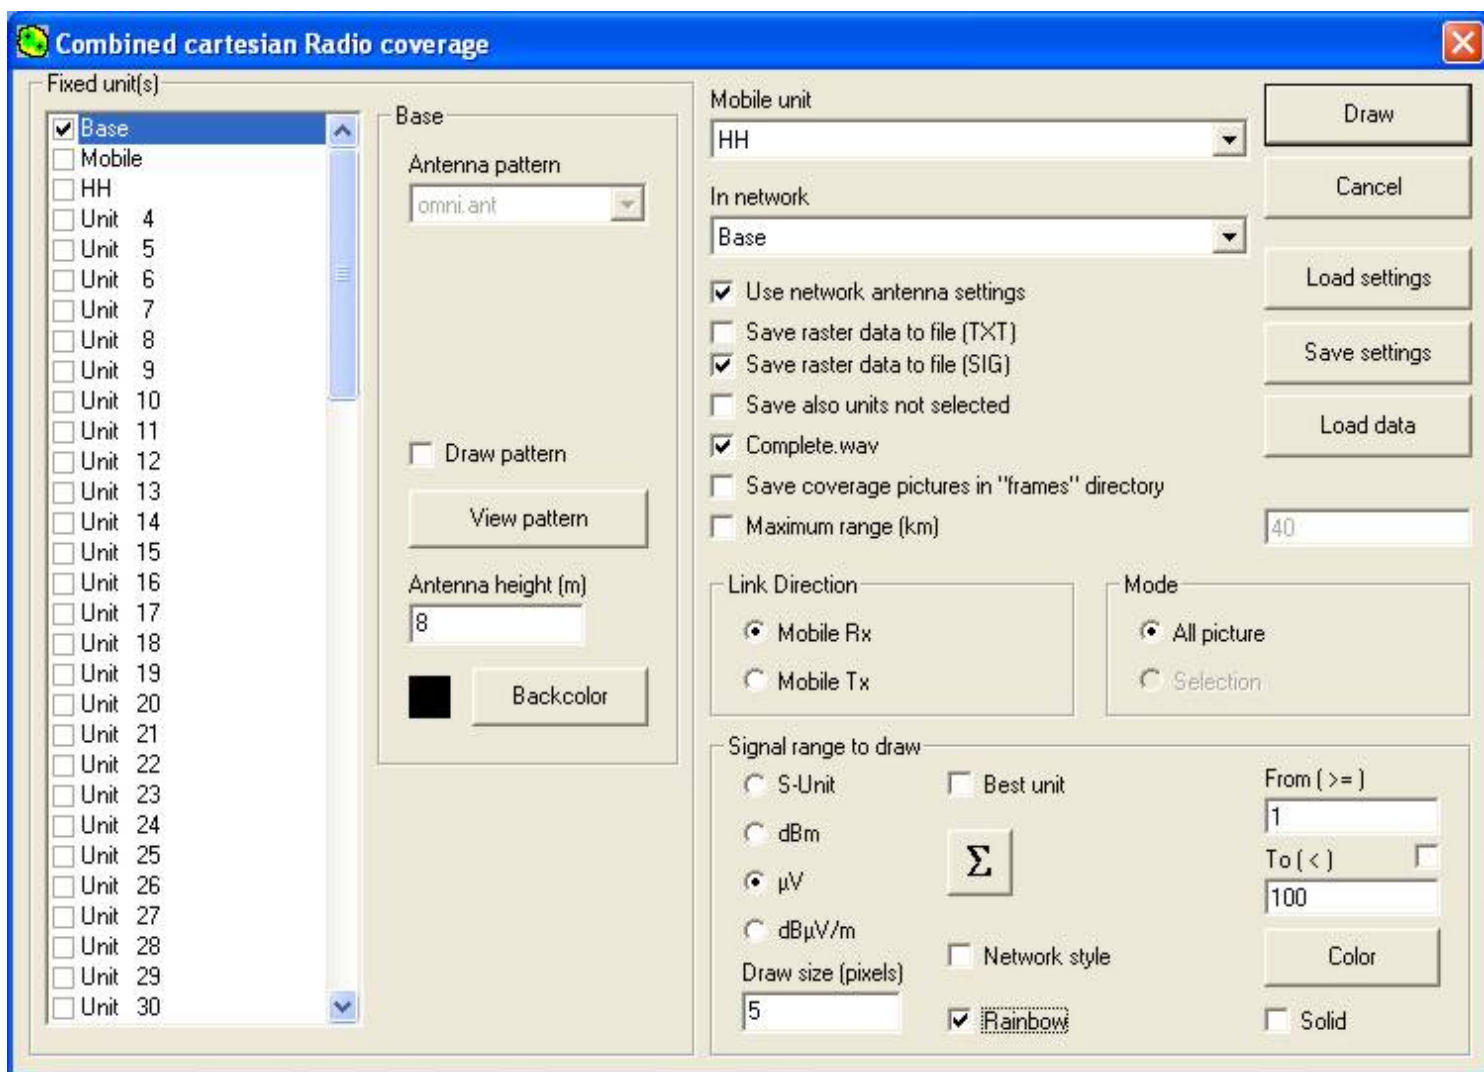 Combined cartesian Radio coverage
Fixed unit(s)
Base
Mobile
HH
Unit 4
Unit 5
Unit 6
Unit 7
Unit 8
Unit 9
Unit 10
Unit 11
Unit 12
Unit 13
Unit 14
Unit 15
Unit 16
Unit 17
Unit 18
Unit 19
Unit 20
Unit 21
Unit 22
Unit 23
Unit 24
Unit 25
Unit 26
Unit 27
Unit 28
Unit 29
Unit 30
Base
Antenna pattern
omni.ant
Draw pattern
View pattern
Antenna height (m)
8
Backcolor
Mobile unit
HH
In network
Base
Use network antenna settings
Save raster data to file (TXT)
Save raster data to file (SIG)
Save also units not selected
Complete.wav
Save coverage pictures in "frames" directory
Maximum range (km)
40
Draw
Cancel
Load settings
Save settings
Load data
Link Direction
Mobile Rx
Mobile Tx
Mode
All picture
Selection
Signal range to draw
S-Unit
dBm
µV
dBµV/m
Draw size (pixels)
5
Best unit
Σ
Network style
Rainbow
From ( >= )
1
To ( < )
100
Color
Solid